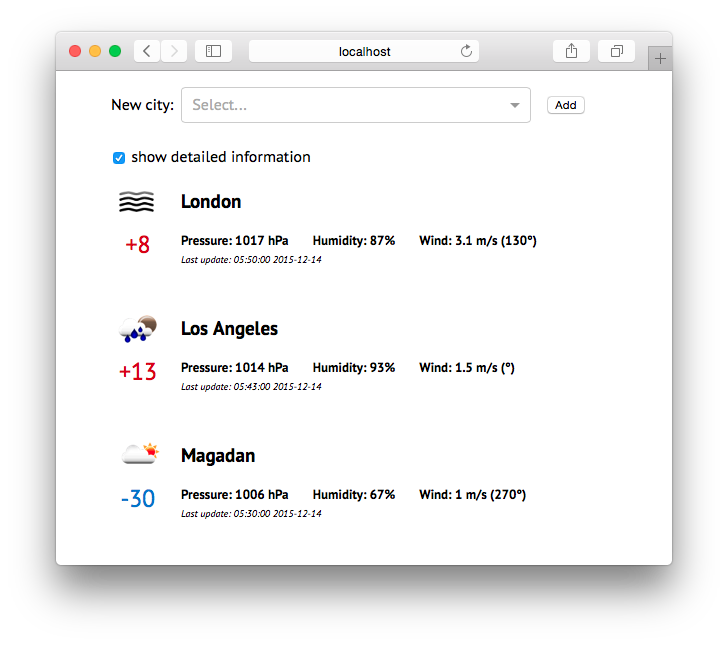 localhost
New city: Select... Add
show detailed information
London
+8 Pressure: 1017 hPa Humidity: 87% Wind: 3.1 m/s (130°)
Last update: 05:50:00 2015-12-14
Los Angeles
+13 Pressure: 1014 hPa Humidity: 93% Wind: 1.5 m/s (°)
Last update: 05:43:00 2015-12-14
Magadan
-30 Pressure: 1006 hPa Humidity: 67% Wind: 1 m/s (270°)
Last update: 05:30:00 2015-12-14